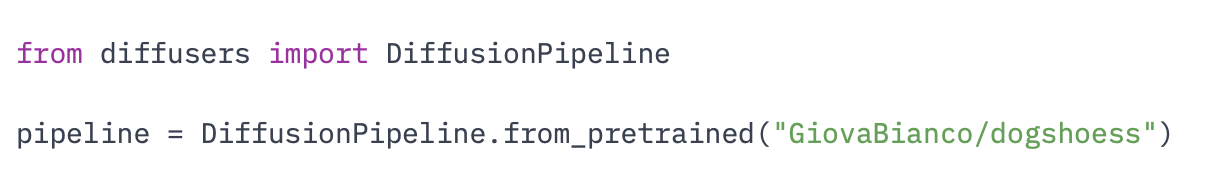 from diffusers import DiffusionPipeline
pipeline = DiffusionPipeline.from_pretrained("GiovaBianco/dogshoess")